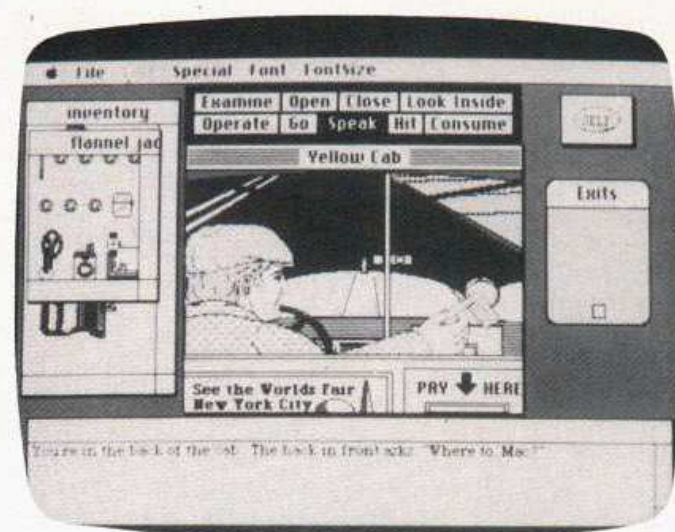 File Special Font FontSize
inventory
flannel jac
Examine Open Close Look Inside
Operate Go Speak Hit Consume
Yellow Cab
SELF
Exits
See the Worlds Fair
New York City
PAY HERE
You're in the back of the cab. The hack in front asks: "Where to Mac?"